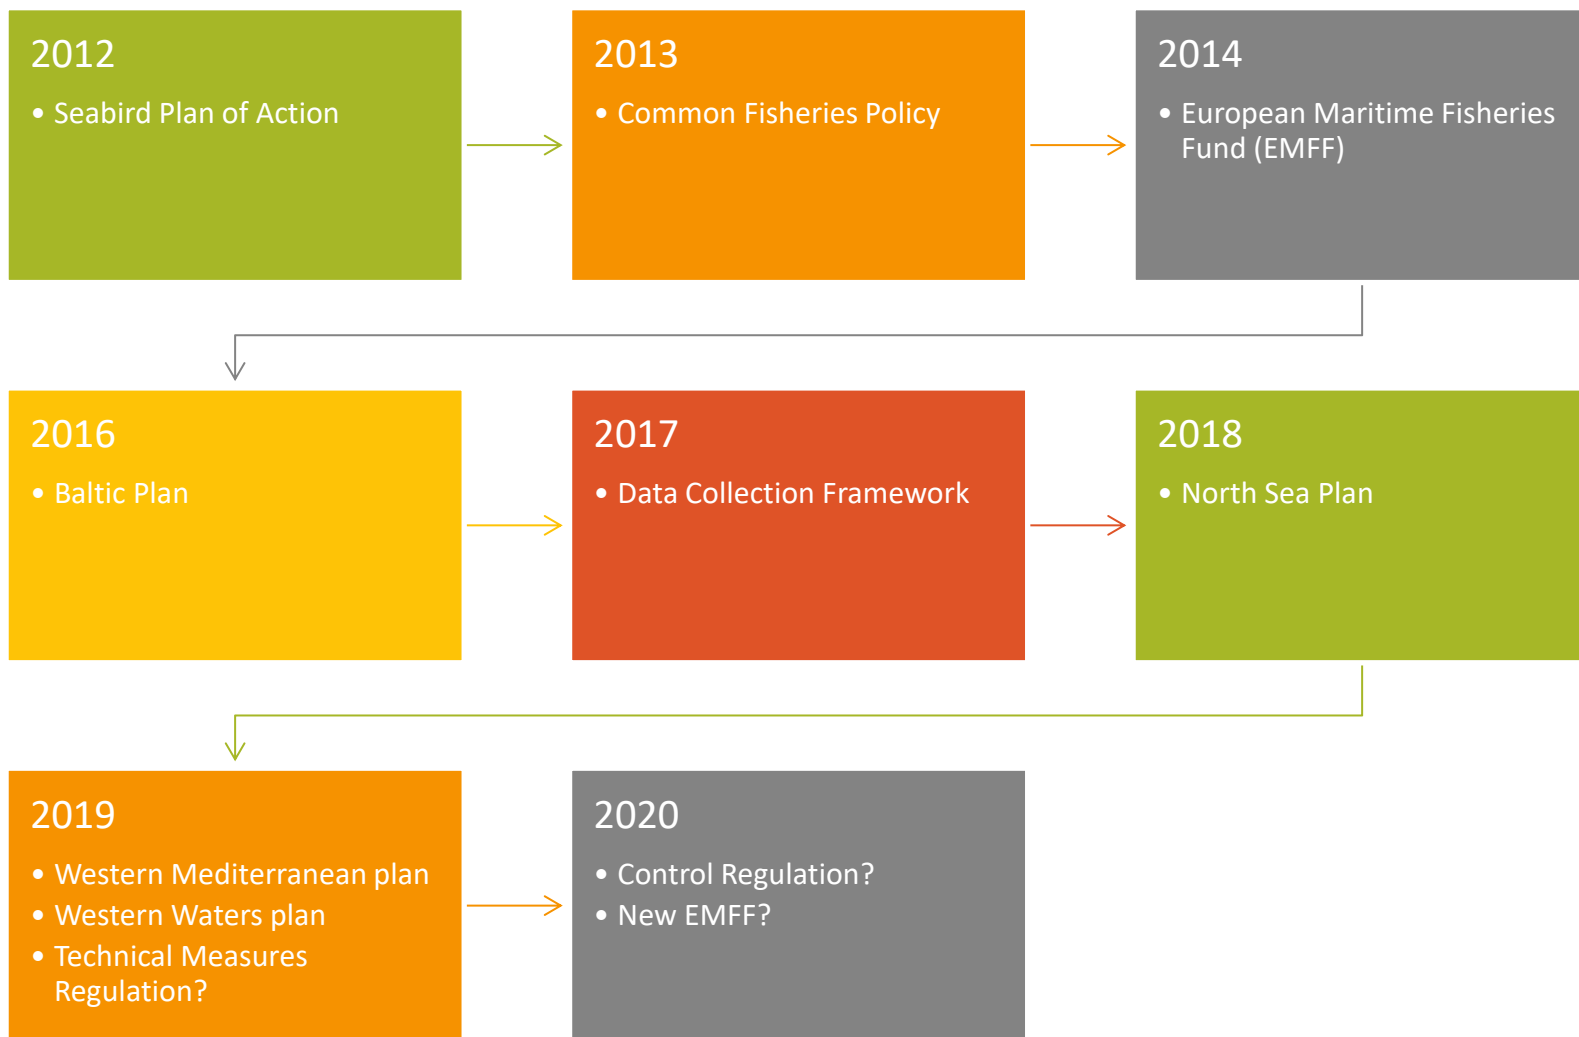 2012
• Seabird Plan of Action
2013
• Common Fisheries Policy
2014
• European Maritime Fisheries
Fund (EMFF)
2016
• Baltic Plan
2017
• Data Collection Framework
2018
• North Sea Plan
2019
• Western Mediterranean plan
• Western Waters plan
• Technical Measures
Regulation?
2020
• Control Regulation?
• New EMFF?